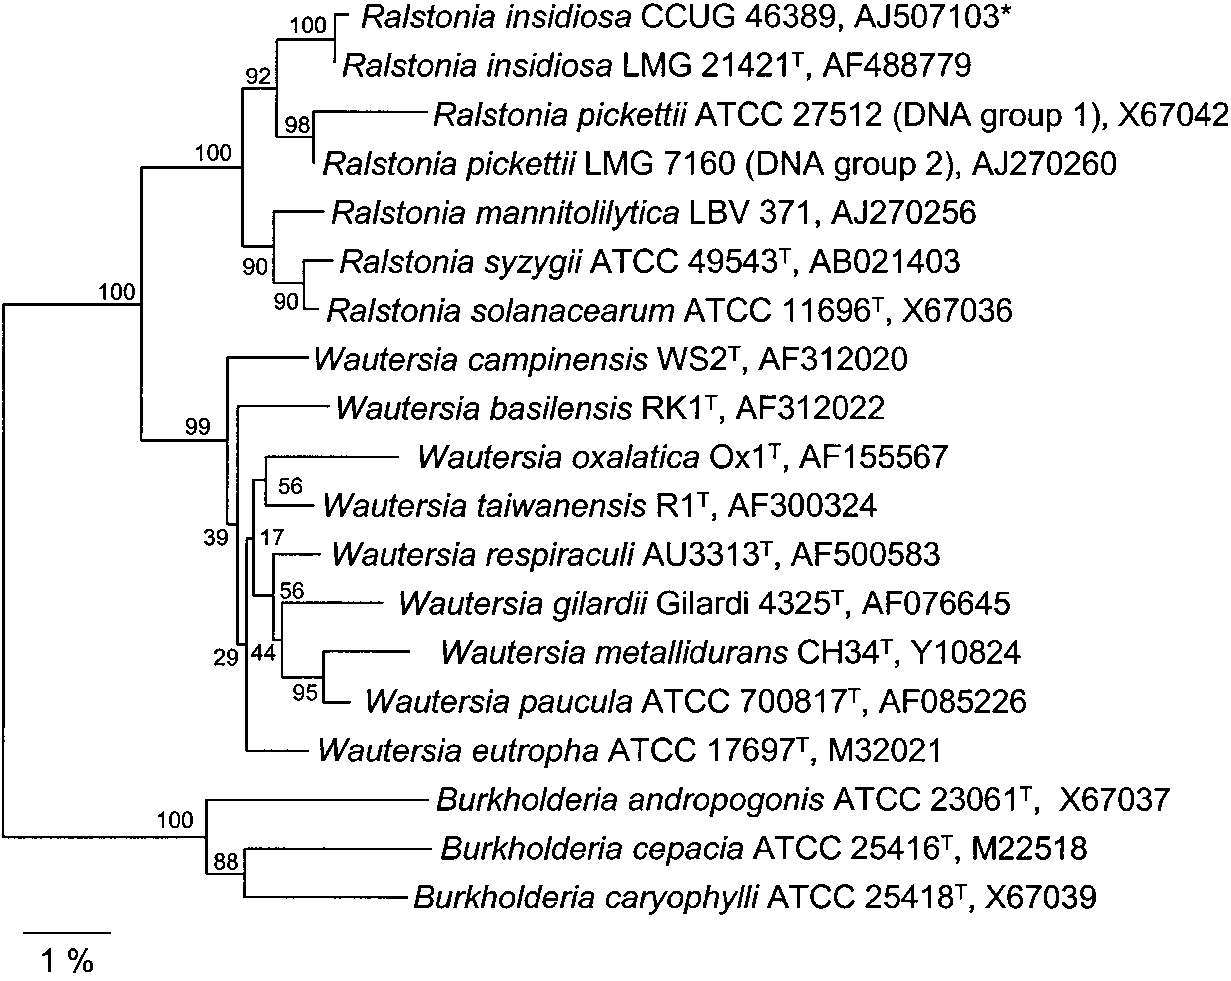 100 Ralstonia insidiosa CCUG 46389, AJ507103*
Ralstonia insidiosa LMG 21421ᵀ, AF488779
92
98 Ralstonia pickettii ATCC 27512 (DNA group 1), X67042
100 Ralstonia pickettii LMG 7160 (DNA group 2), AJ270260
Ralstonia mannitolilytica LBV 371, AJ270256
90 Ralstonia syzygii ATCC 49543ᵀ, AB021403
100 90 Ralstonia solanacearum ATCC 11696ᵀ, X67036
Wautersia campinensis WS2ᵀ, AF312020
Wautersia basilensis RK1ᵀ, AF312022
99
Wautersia oxalatica Ox1ᵀ, AF155567
56
Wautersia taiwanensis R1ᵀ, AF300324
39 17
Wautersia respiraculi AU3313ᵀ, AF500583
56
Wautersia gilardii Gilardi 4325ᵀ, AF076645
29 44 Wautersia metallidurans CH34ᵀ, Y10824
95 Wautersia paucula ATCC 700817ᵀ, AF085226
Wautersia eutropha ATCC 17697ᵀ, M32021
Burkholderia andropogonis ATCC 23061ᵀ, X67037
100
88 Burkholderia cepacia ATCC 25416ᵀ, M22518
Burkholderia caryophylli ATCC 25418ᵀ, X67039
1 %